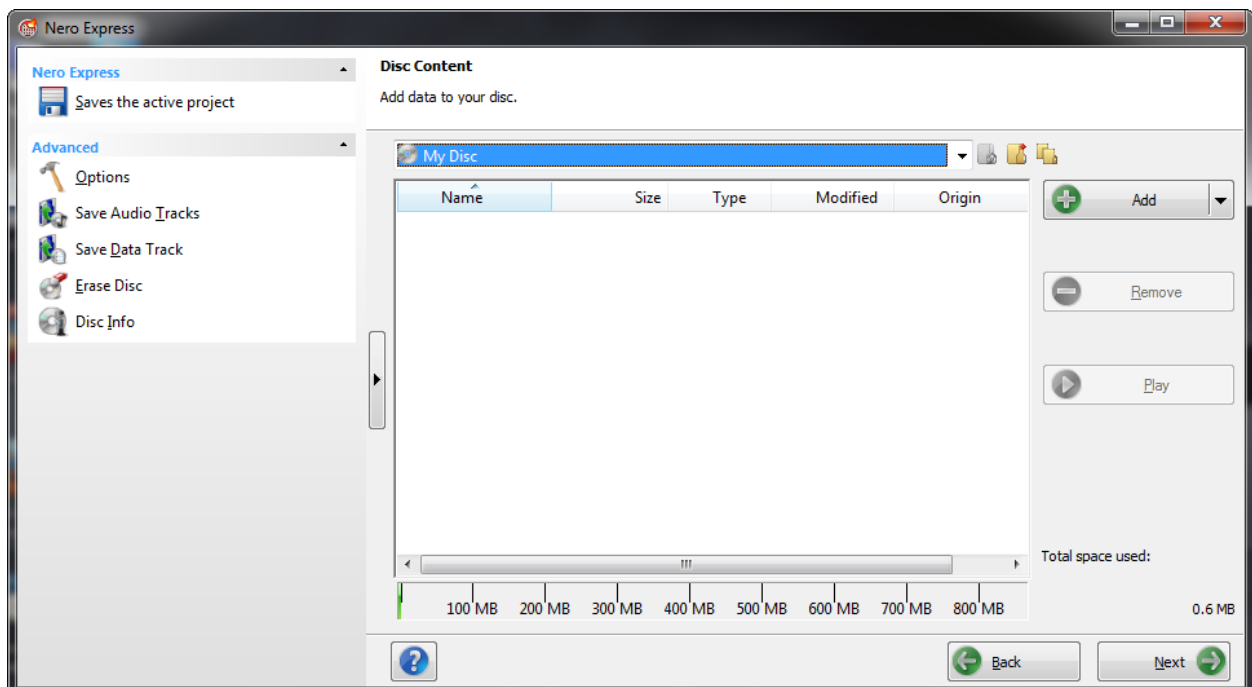 Nero Express
Nero Express
Saves the active project
Advanced
Options
Save Audio Tracks
Save Data Track
Erase Disc
Disc Info
Disc Content
Add data to your disc.
My Disc
Name Size Type Modified Origin
Add
Remove
Play
Total space used:
100 MB 200 MB 300 MB 400 MB 500 MB 600 MB 700 MB 800 MB
0.6 MB
Back Next